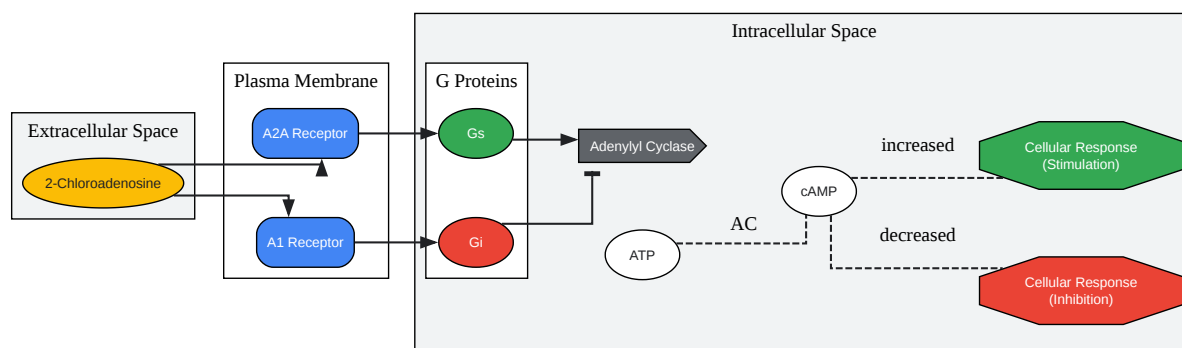 Intracellular Space
Plasma Membrane
G Proteins
Extracellular Space
A2A Receptor
Gs
Adenylyl Cyclase
increased
Cellular Response
(Stimulation)
2-Chloroadenosine
cAMP
AC
decreased
A1 Receptor
Gi
ATP
Cellular Response
(Inhibition)